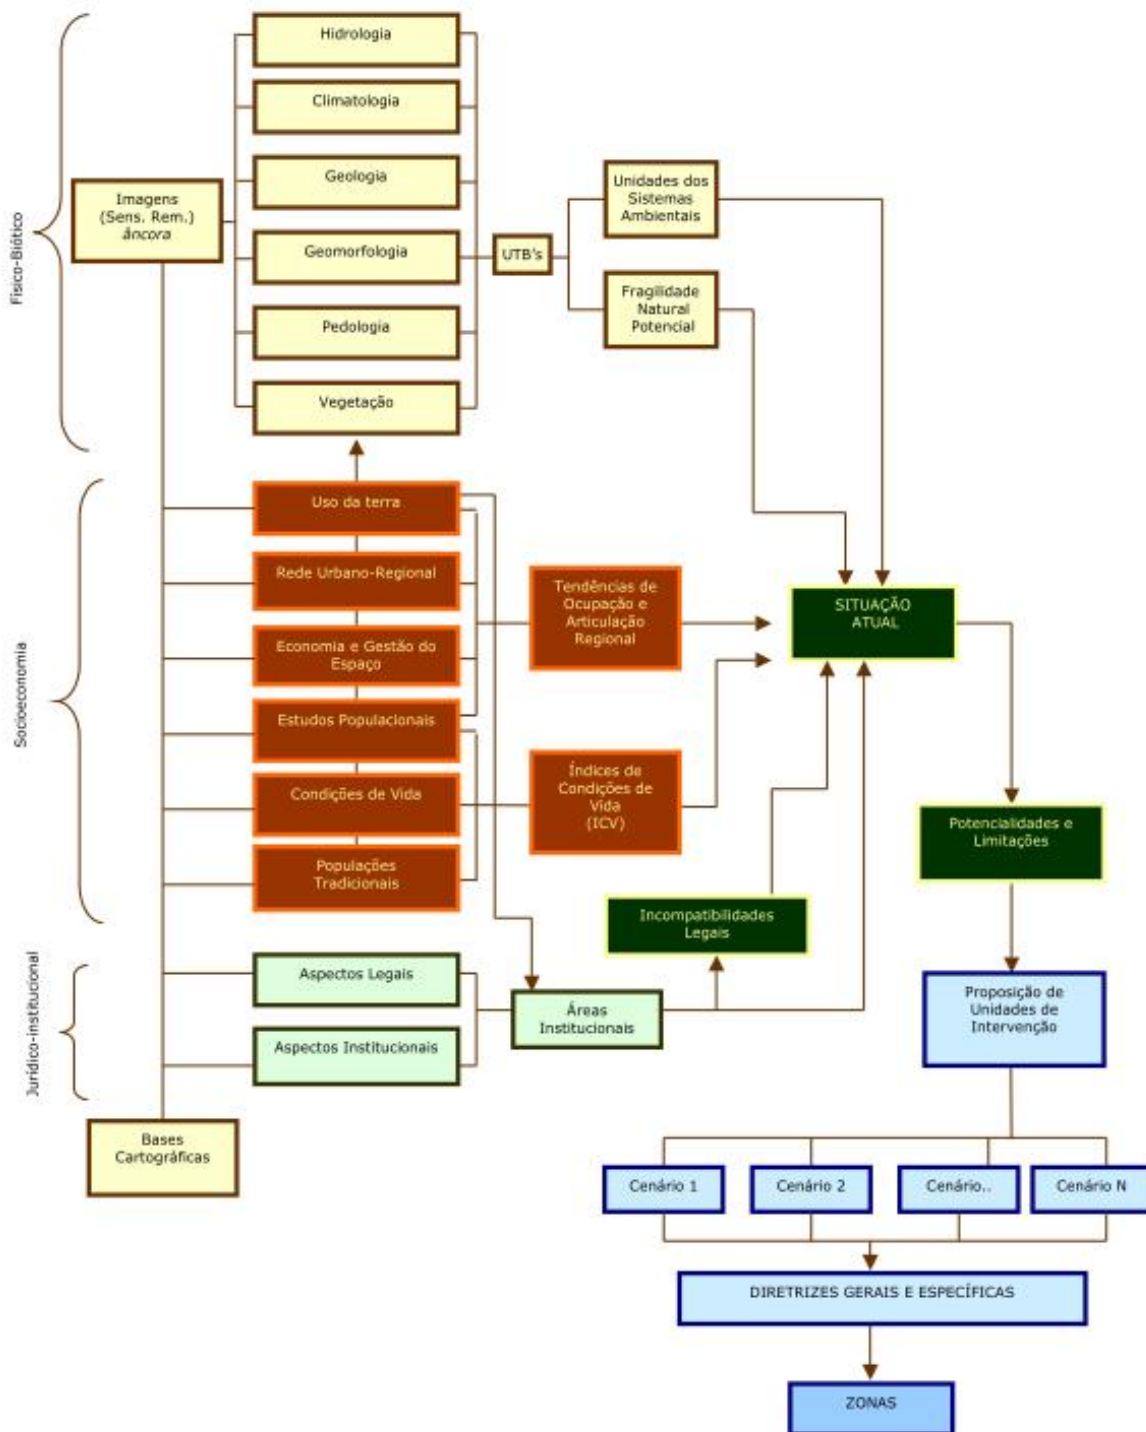 Físico-Biótico
Imagens
(Sens. Rem.)
âncora
Hidrologia
Climatologia
Geologia
Geomorfologia
Pedologia
Vegetação
UTB's
Unidades dos
Sistemas
Ambientais
Fragilidade
Natural
Potencial
Socioeconomia
Uso da terra
Rede Urbano-Regional
Economia e Gestão do
Espaço
Estudos Populacionais
Condições de Vida
Populações
Tradicionais
Tendências de
Ocupação e
Articulação
Regional
Índices de
Condições de
Vida
(ICV)
SITUAÇÃO
ATUAL
Potencialidades e
Limitações
Incompatibilidades
Legais
Jurídico-institucional
Aspectos Legais
Aspectos Institucionais
Áreas
Institucionais
Proposição de
Unidades de
Intervenção
Bases
Cartográficas
Cenário 1
Cenário 2
Cenário..
Cenário N
DIRETRIZES GERAIS E ESPECÍFICAS
ZONAS